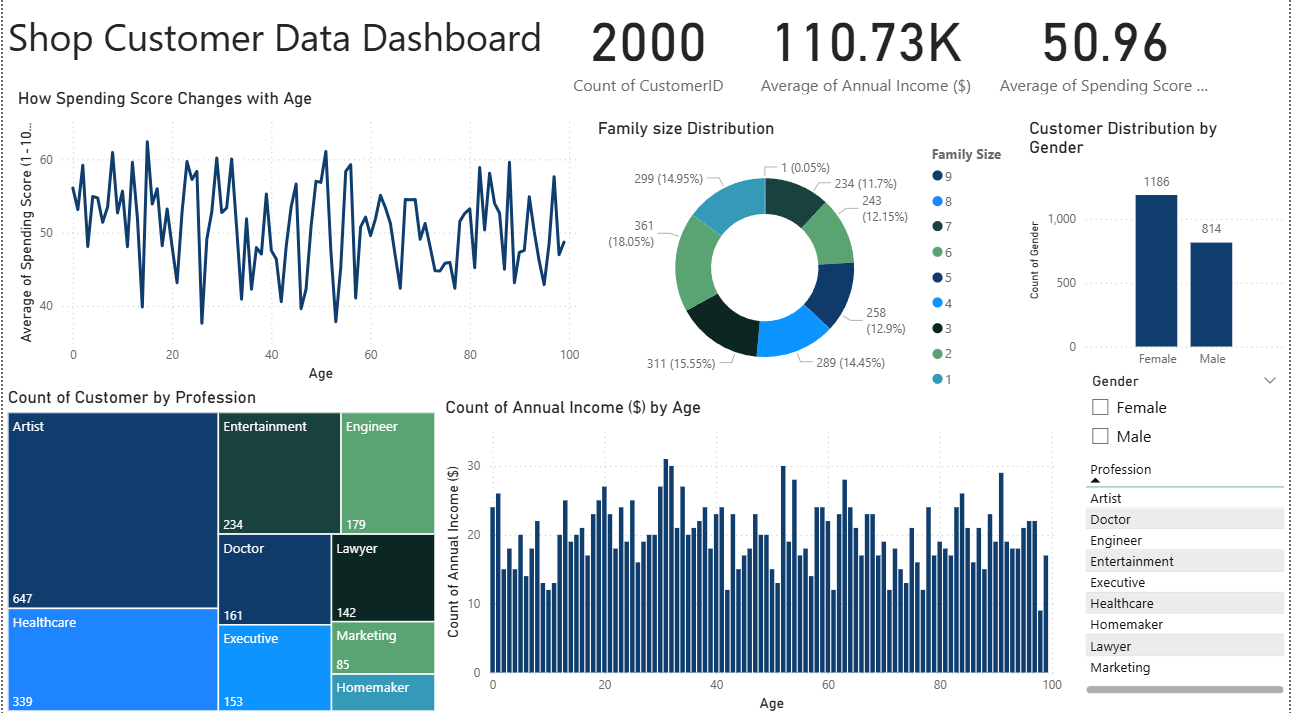 Shop Customer Data Dashboard
2000
Count of CustomerID
110.73K
Average of Annual Income ($)
50.96
Average of Spending Score ...
How Spending Score Changes with Age
Average of Spending Score (1-10...
60
50
40
0
20
40
60
80
100
Age
Family size Distribution
1 (0.05%)
234 (11.7%)
243
(12.15%)
258
(12.9%)
289 (14.45%)
311 (15.55%)
361
(18.05%)
299 (14.95%)
Family Size
9
8
7
6
5
4
3
2
1
Customer Distribution by
Gender
Count of Gender
1,000
500
0
1186
814
Female
Male
Count of Customer by Profession
Artist
647
Healthcare
339
Entertainment
234
Engineer
179
Doctor
161
Lawyer
142
Executive
153
Marketing
85
Homemaker
Count of Annual Income ($) by Age
Count of Annual Income ($)
30
20
10
0
0
20
40
60
80
100
Age
Gender
Female
Male
Profession
Artist
Doctor
Engineer
Entertainment
Executive
Healthcare
Homemaker
Lawyer
Marketing